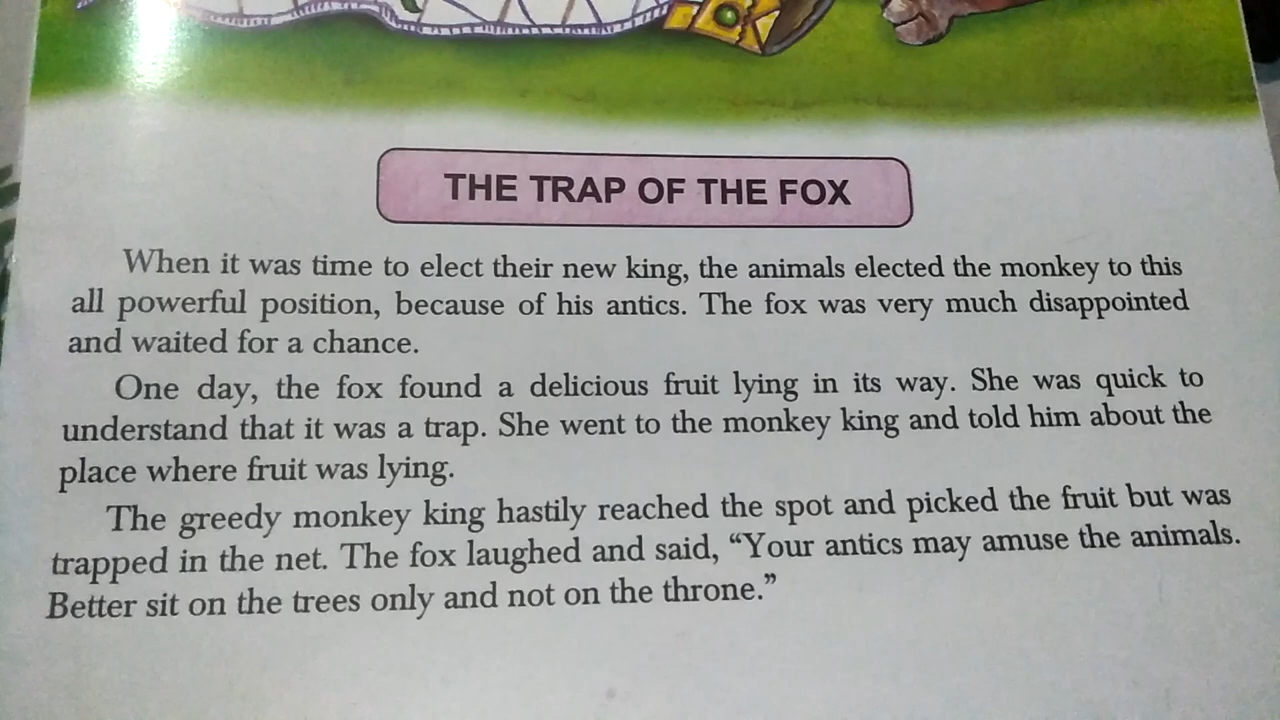 THE TRAP OF THE FOX
When it was time to elect their new king, the animals elected the monkey to this
all powerful position, because of his antics. The fox was very much disappointed
and waited for a chance.
One day, the fox found a delicious fruit lying in its way. She was quick to
understand that it was a trap. She went to the monkey king and told him about the
place where fruit was lying.
The greedy monkey king hastily reached the spot and picked the fruit but was
trapped in the net. The fox laughed and said, “Your antics may amuse the animals.
Better sit on the trees only and not on the throne.”